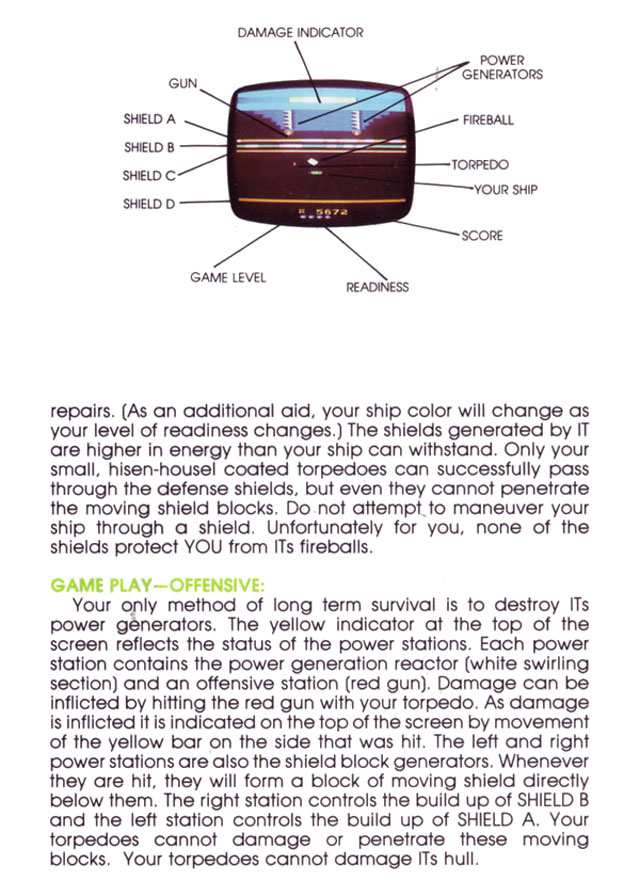 DAMAGE INDICATOR
POWER
GENERATORS
GUN
SHIELD A
FIREBALL
SHIELD B
TORPEDO
SHIELD C
YOUR SHIP
SHIELD D
5672
SCORE
GAME LEVEL
READINESS
repairs. (As an additional aid, your ship color will change as
your level of readiness changes.) The shields generated by IT
are higher in energy than your ship can withstand. Only your
small, hisen-housel coated torpedoes can successfully pass
through the defense shields, but even they cannot penetrate
the moving shield blocks. Do not attempt to maneuver your
ship through a shield. Unfortunately for you, none of the
shields protect YOU from ITs fireballs.
GAME PLAY—OFFENSIVE:
Your only method of long term survival is to destroy ITs
power generators. The yellow indicator at the top of the
screen reflects the status of the power stations. Each power
station contains the power generation reactor (white swirling
section) and an offensive station (red gun). Damage can be
inflicted by hitting the red gun with your torpedo. As damage
is inflicted it is indicated on the top of the screen by movement
of the yellow bar on the side that was hit. The left and right
power stations are also the shield block generators. Whenever
they are hit, they will form a block of moving shield directly
below them. The right station controls the build up of SHIELD B
and the left station controls the build up of SHIELD A. Your
torpedoes cannot damage or penetrate these moving
blocks. Your torpedoes cannot damage ITs hull.